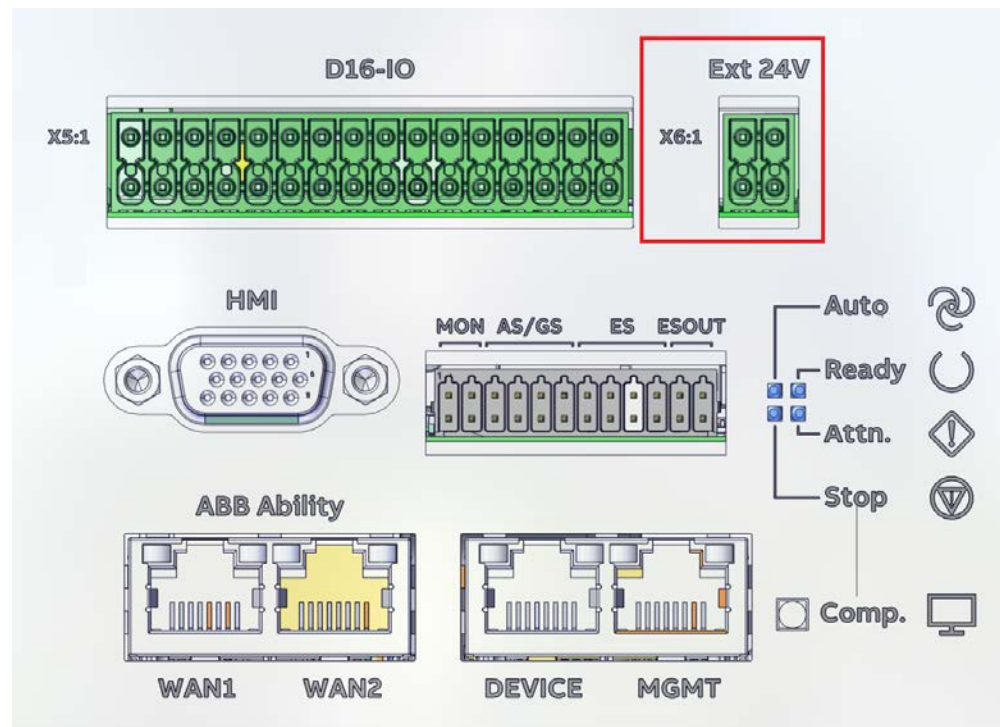 D16-IO Ext 24V
X5:1 X6:1
HMI
MON AS/GS ES ESOUT
Auto
Ready
Attn.
Stop
ABB Ability
Comp.
WAN1 WAN2 DEVICE MGMT